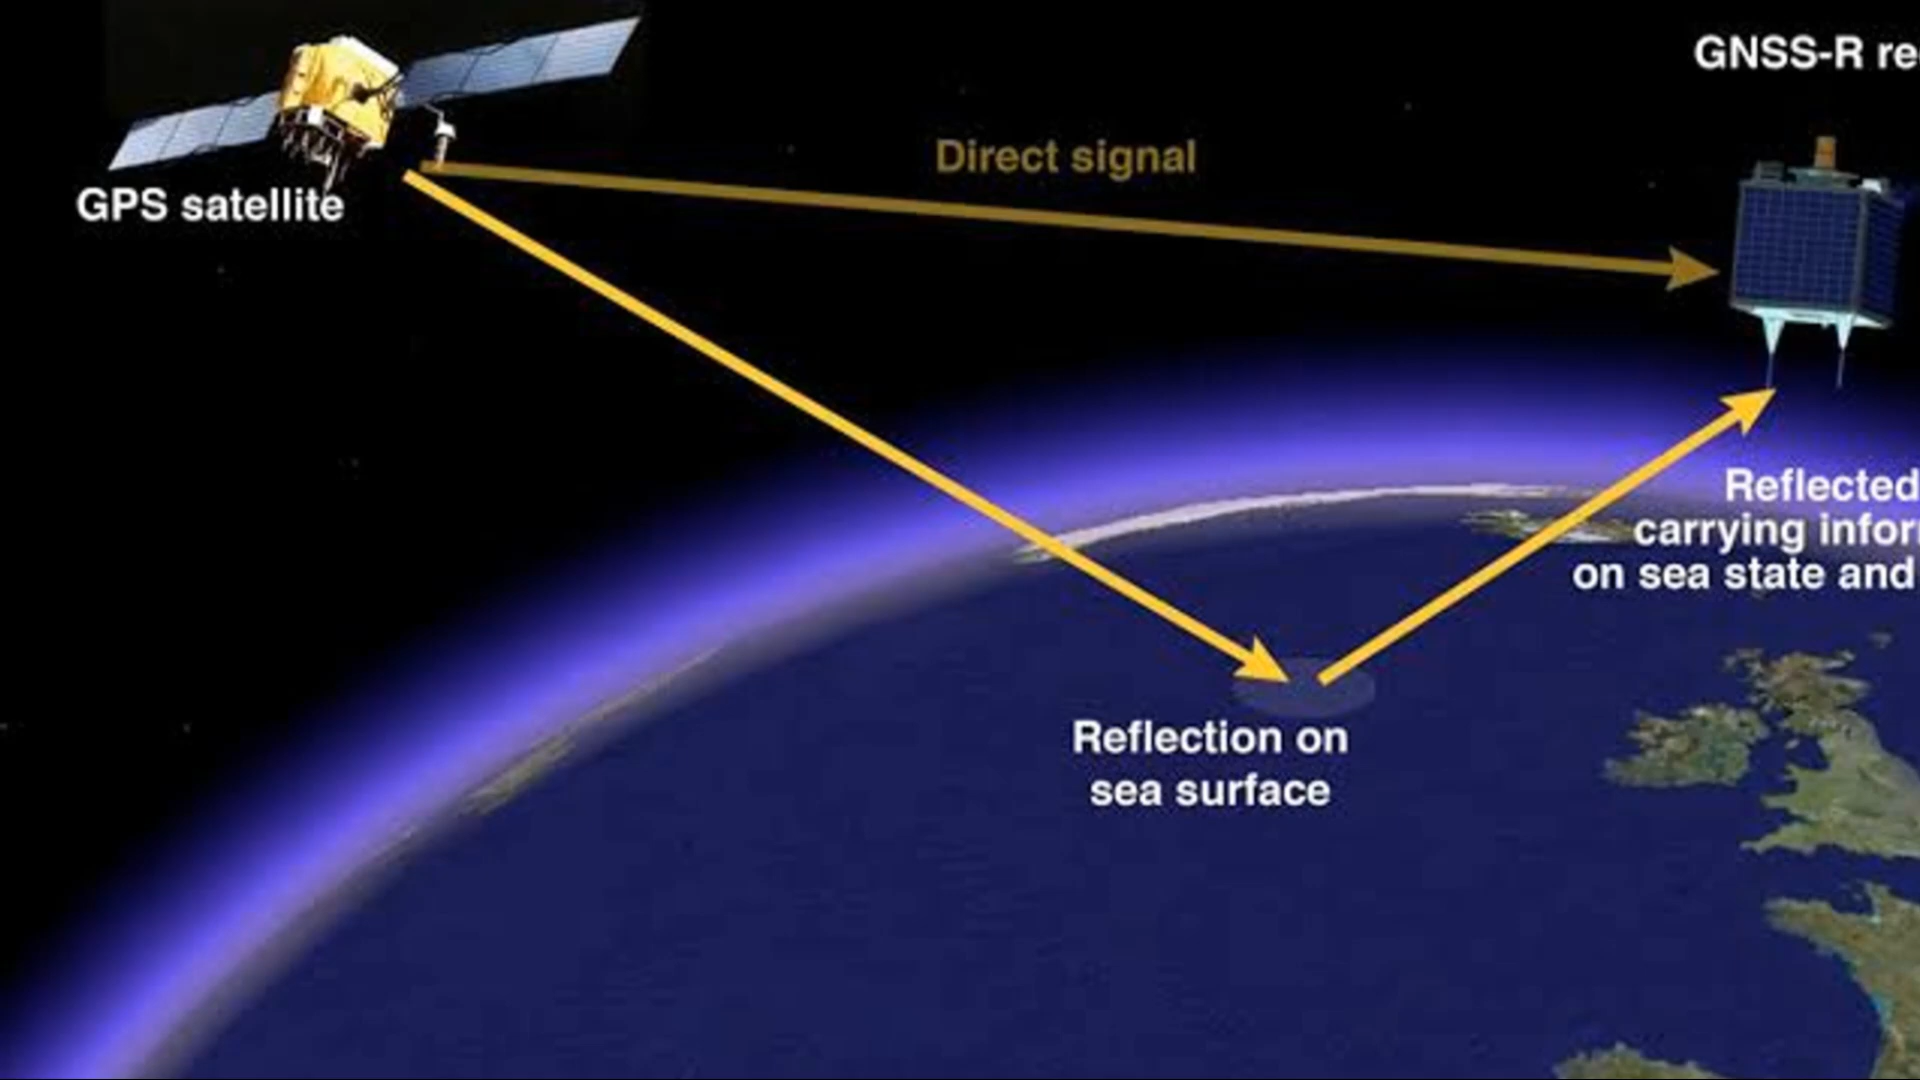 GNSS-R re
Direct signal
GPS satellite
Reflected
carrying infor
on sea state and
Reflection on
sea surface